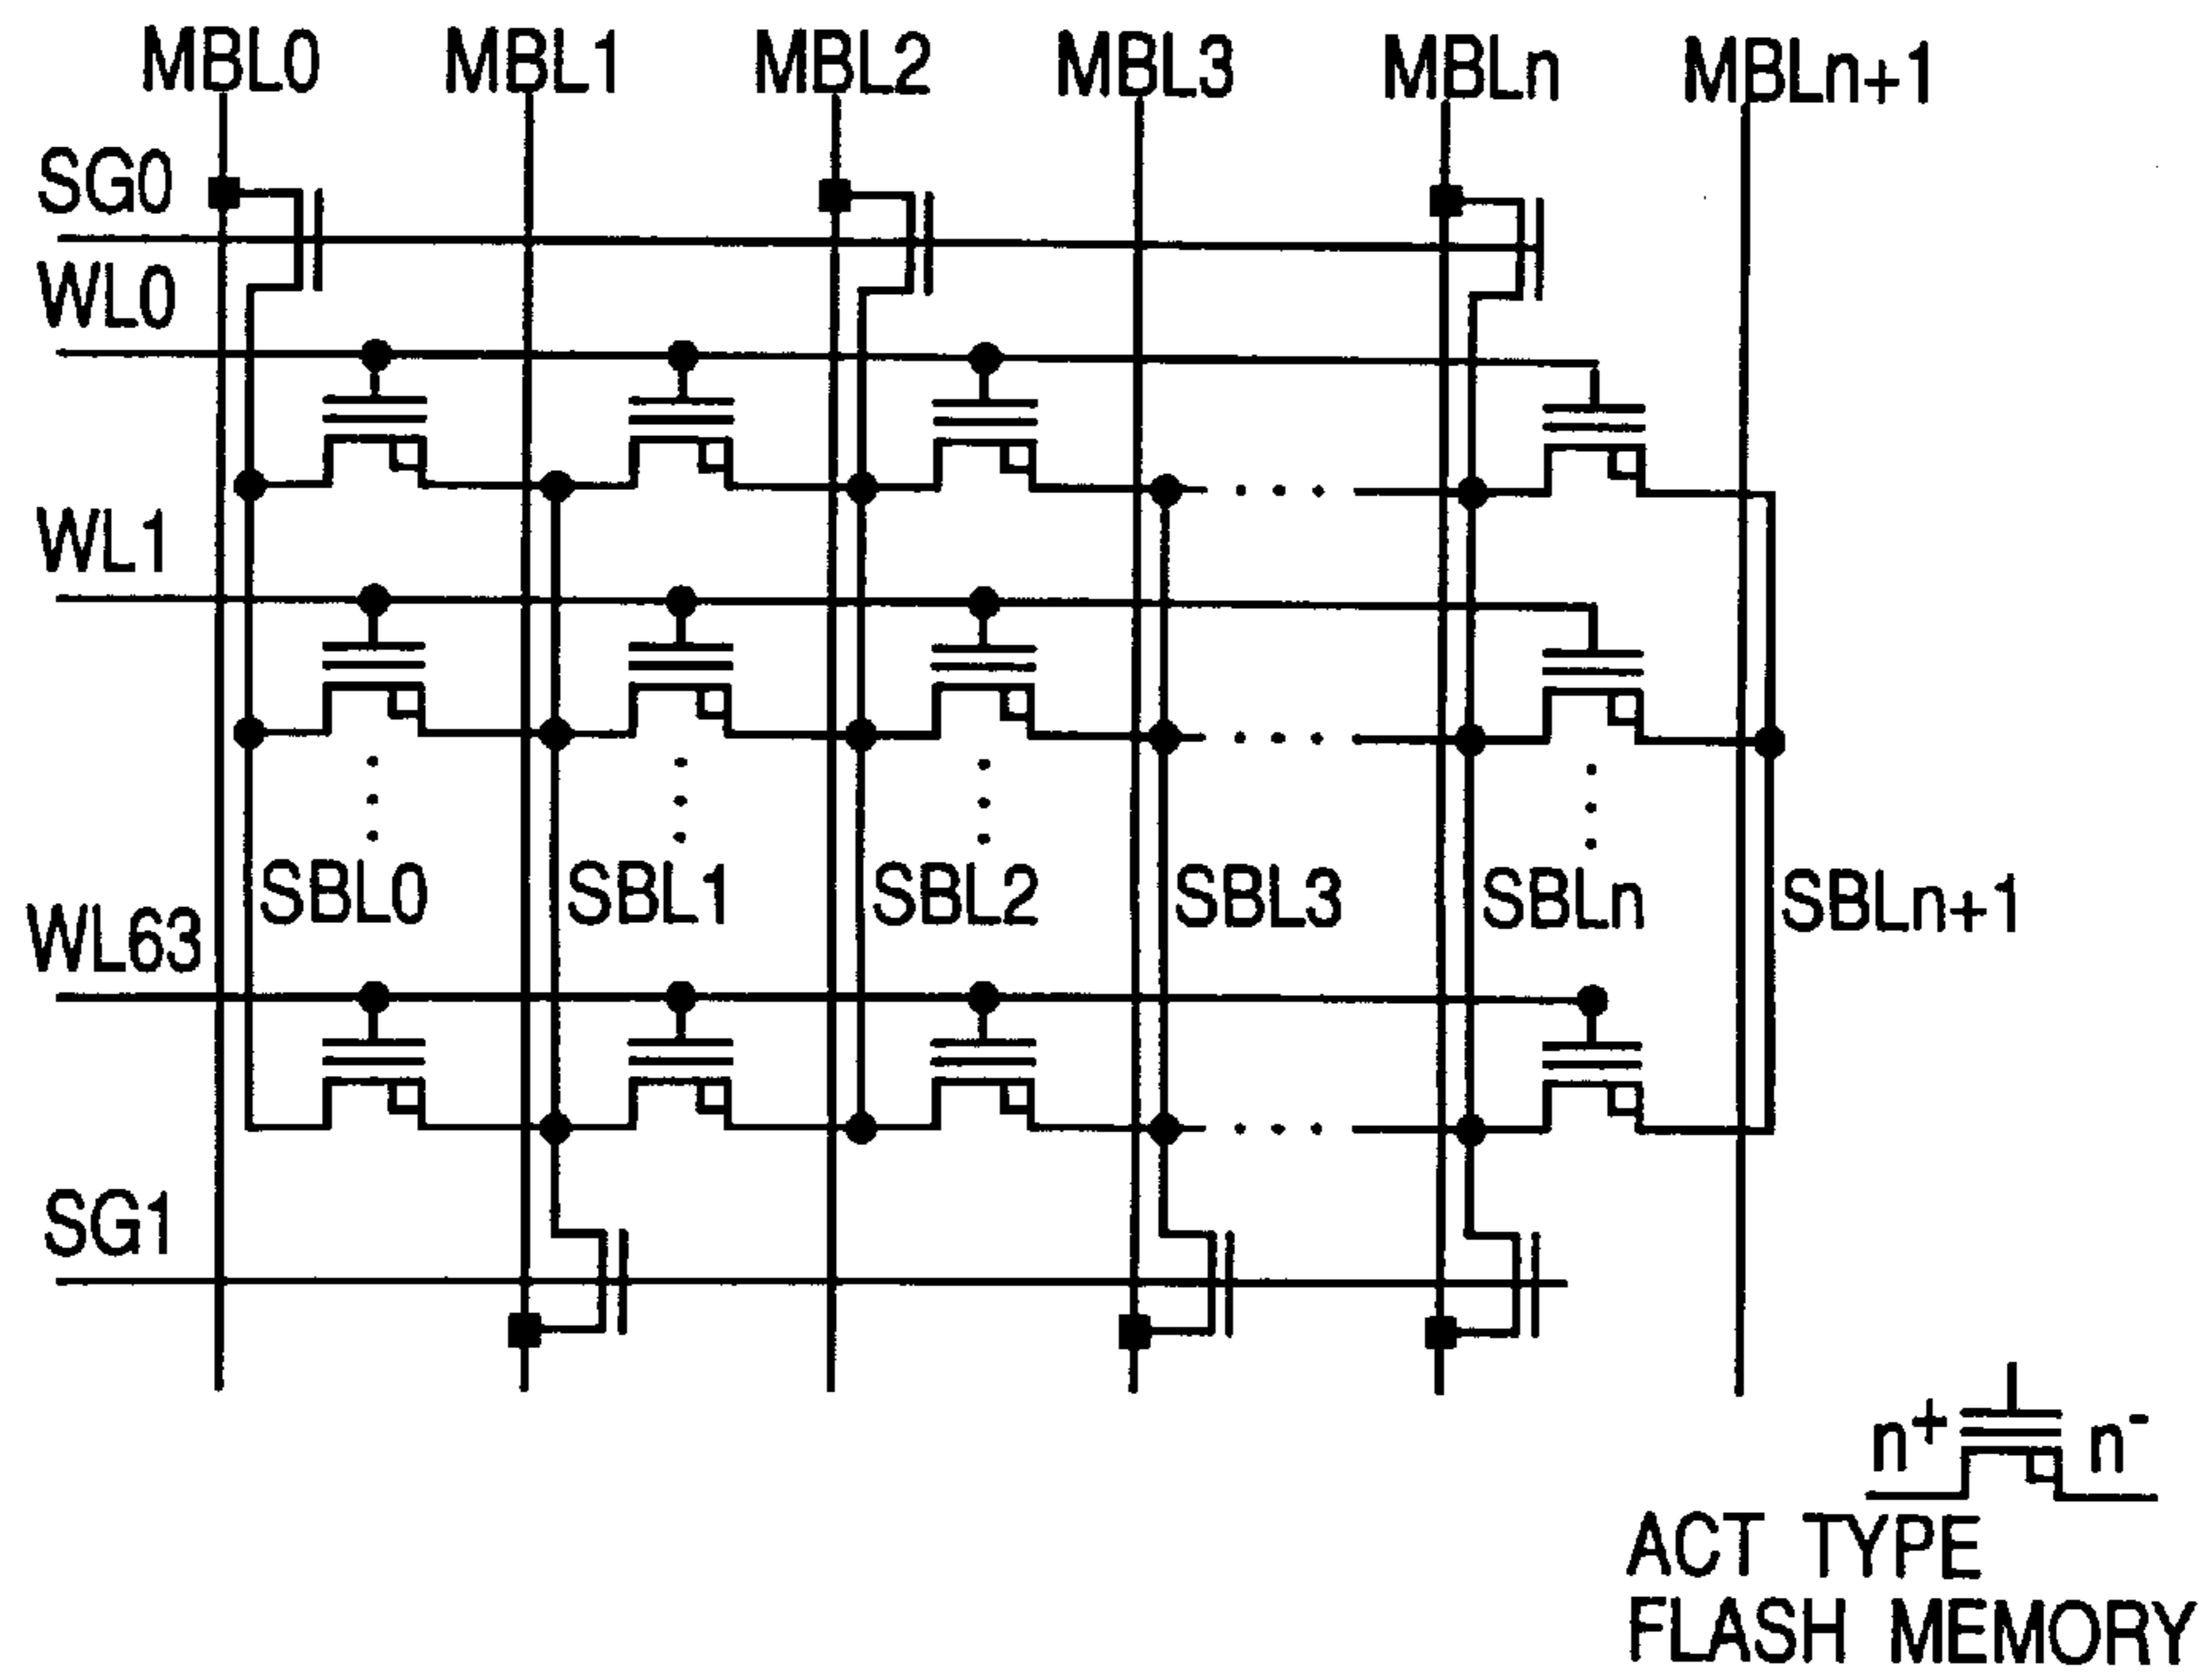 MBL0 MBL1 MBL2 MBL3 MBLn MBLn+1
SG0
WL0
WL1
SBL0 SBL1 SBL2 SBL3 SBLn SBLn+1
WL63
SG1
n+ n-
ACT TYPE
FLASH MEMORY